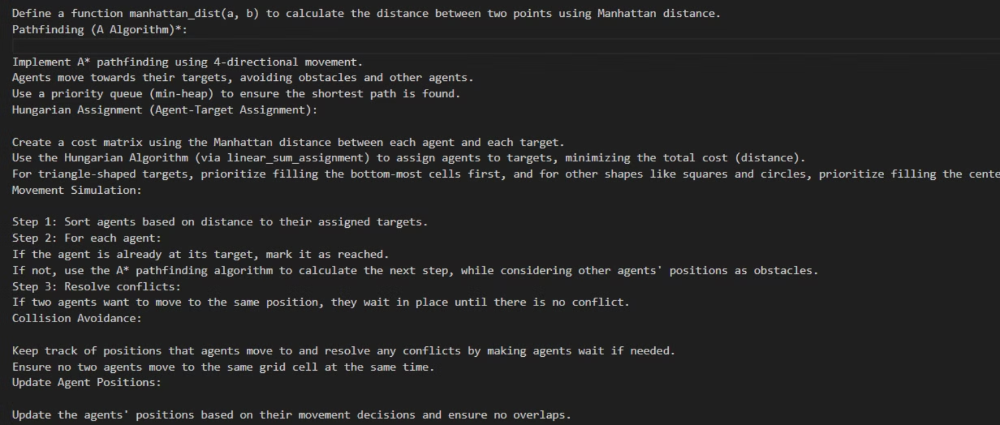 Define a function manhattan_dist(a, b) to calculate the distance between two points using Manhattan distance.
Pathfinding (A Algorithm)*:
Implement A* pathfinding using 4-directional movement.
Agents move towards their targets, avoiding obstacles and other agents.
Use a priority queue (min-heap) to ensure the shortest path is found.
Hungarian Assignment (Agent-Target Assignment):
Create a cost matrix using the Manhattan distance between each agent and each target.
Use the Hungarian Algorithm (via linear_sum_assignment) to assign agents to targets, minimizing the total cost (distance).
For triangle-shaped targets, prioritize filling the bottom-most cells first, and for other shapes like squares and circles, prioritize filling the cente
Movement Simulation:
Step 1: Sort agents based on distance to their assigned targets.
Step 2: For each agent:
If the agent is already at its target, mark it as reached.
If not, use the A* pathfinding algorithm to calculate the next step, while considering other agents' positions as obstacles.
Step 3: Resolve conflicts:
If two agents want to move to the same position, they wait in place until there is no conflict.
Collision Avoidance:
Keep track of positions that agents move to and resolve any conflicts by making agents wait if needed.
Ensure no two agents move to the same grid cell at the same time.
Update Agent Positions:
Update the agents' positions based on their movement decisions and ensure no overlaps.